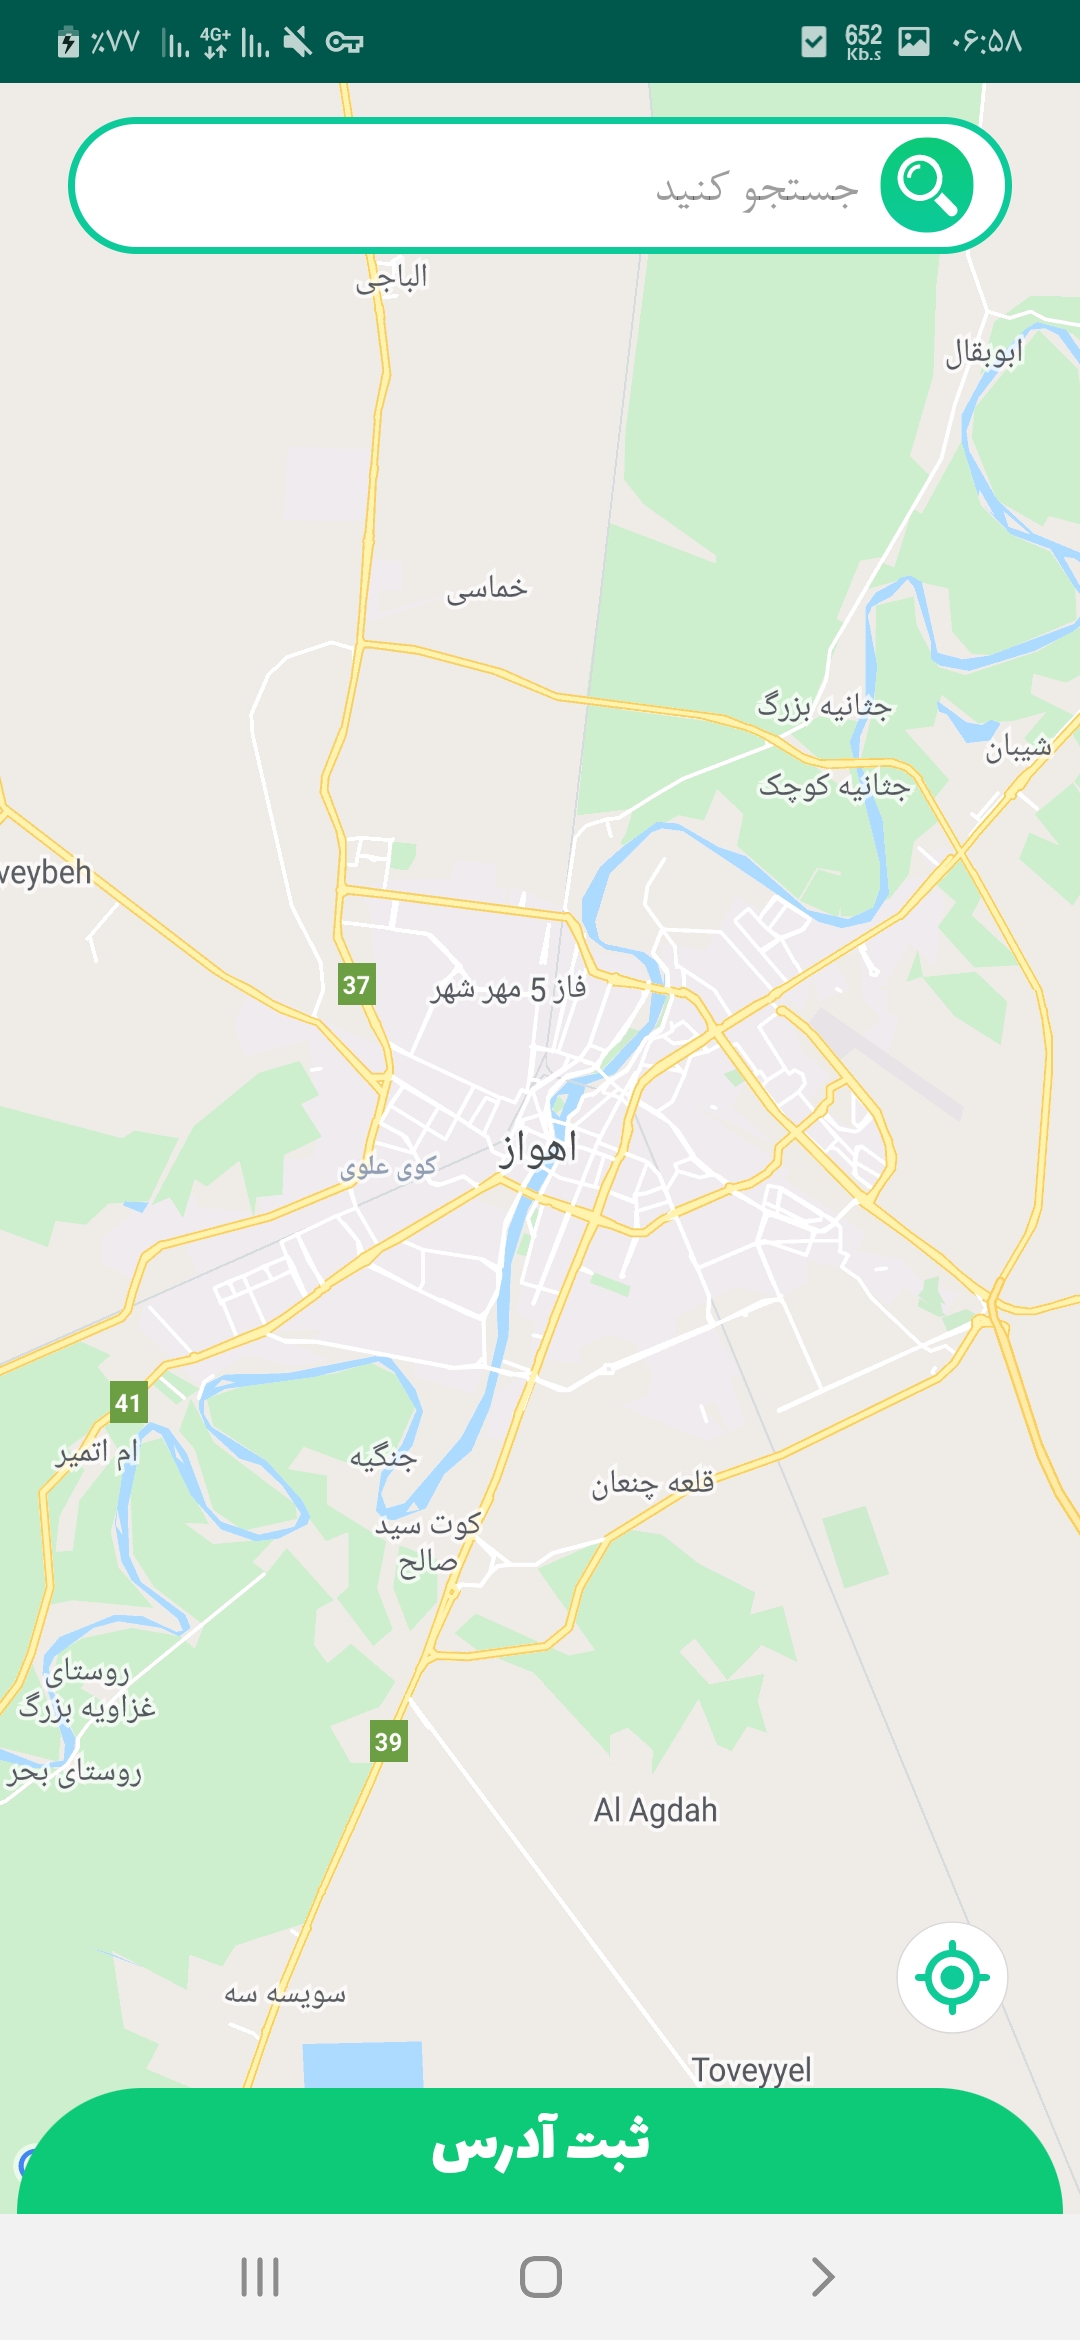 ٪۷۷
4G+
652
Kb.s
۰۶:۵۸
جستجو کنید
الباجی
ابوبقال
خماسی
جثانیه بزرگ
شیبان
جثانیه کوچک
veybeh
37
فاز 5 مهر شهر
اهواز
کوی علوی
41
ام اتمیر
جنگیه
قلعه چنعان
کوت سید
صالح
روستای
غزاویه بزرگ
39
روستای بحر
Al Agdah
سویسه سه
Toveyyel
ثبت آدرس